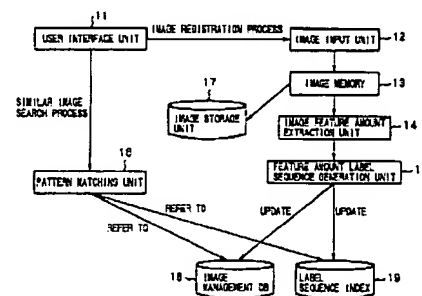 11
USER INTERFACE UNIT
IMAGE REGISTRATION PROCESS
IMAGE INPUT UNIT
12
IMAGE MEMORY
13
17
IMAGE STORAGE
UNIT
IMAGE FEATURE AMOUNT
EXTRACTION UNIT
14
SIMILAR IMAGE
SEARCH PROCESS
16
PATTERN MATCHING UNIT
FEATURE AMOUNT LABEL
SEQUENCE GENERATION UNIT
1
REFER TO
REFER TO
UPDATE
UPDATE
18
IMAGE
MANAGEMENT DB
LABEL
SEQUENCE INDEX
19